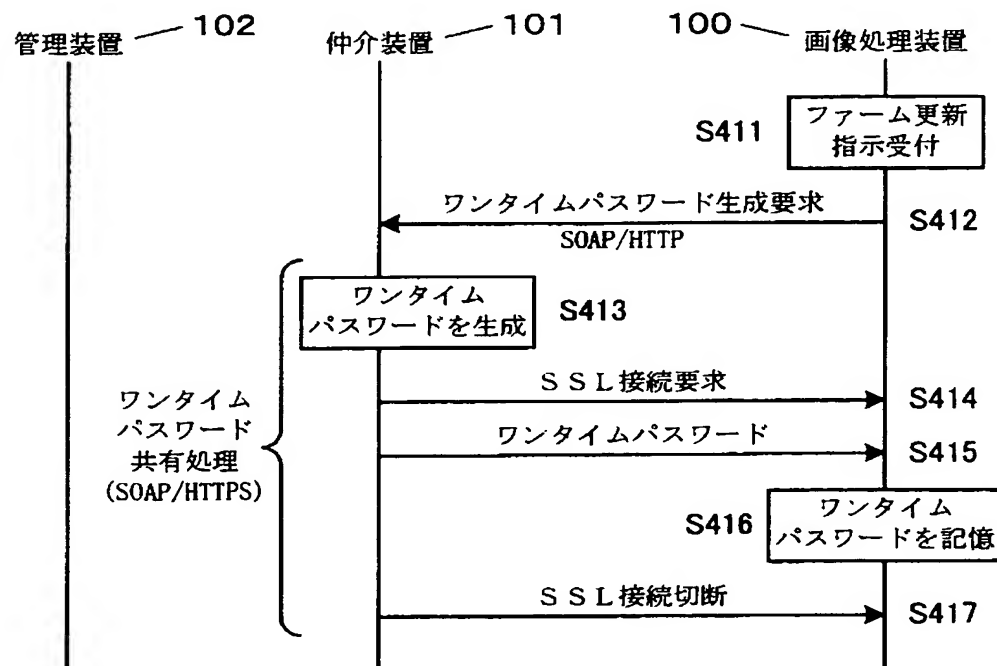 管理装置 102
仲介装置 101
100 画像処理装置
S411
ファーム更新
指示受付
ワンタイムパスワード生成要求
SOAP/HTTP
S412
ワンタイム
パスワードを生成
S413
SSL接続要求
S414
ワンタイム
パスワード
共有処理
(SOAP/HTTPS)
ワンタイムパスワード
S415
S416
ワンタイム
パスワードを記憶
SSL接続切断
S417